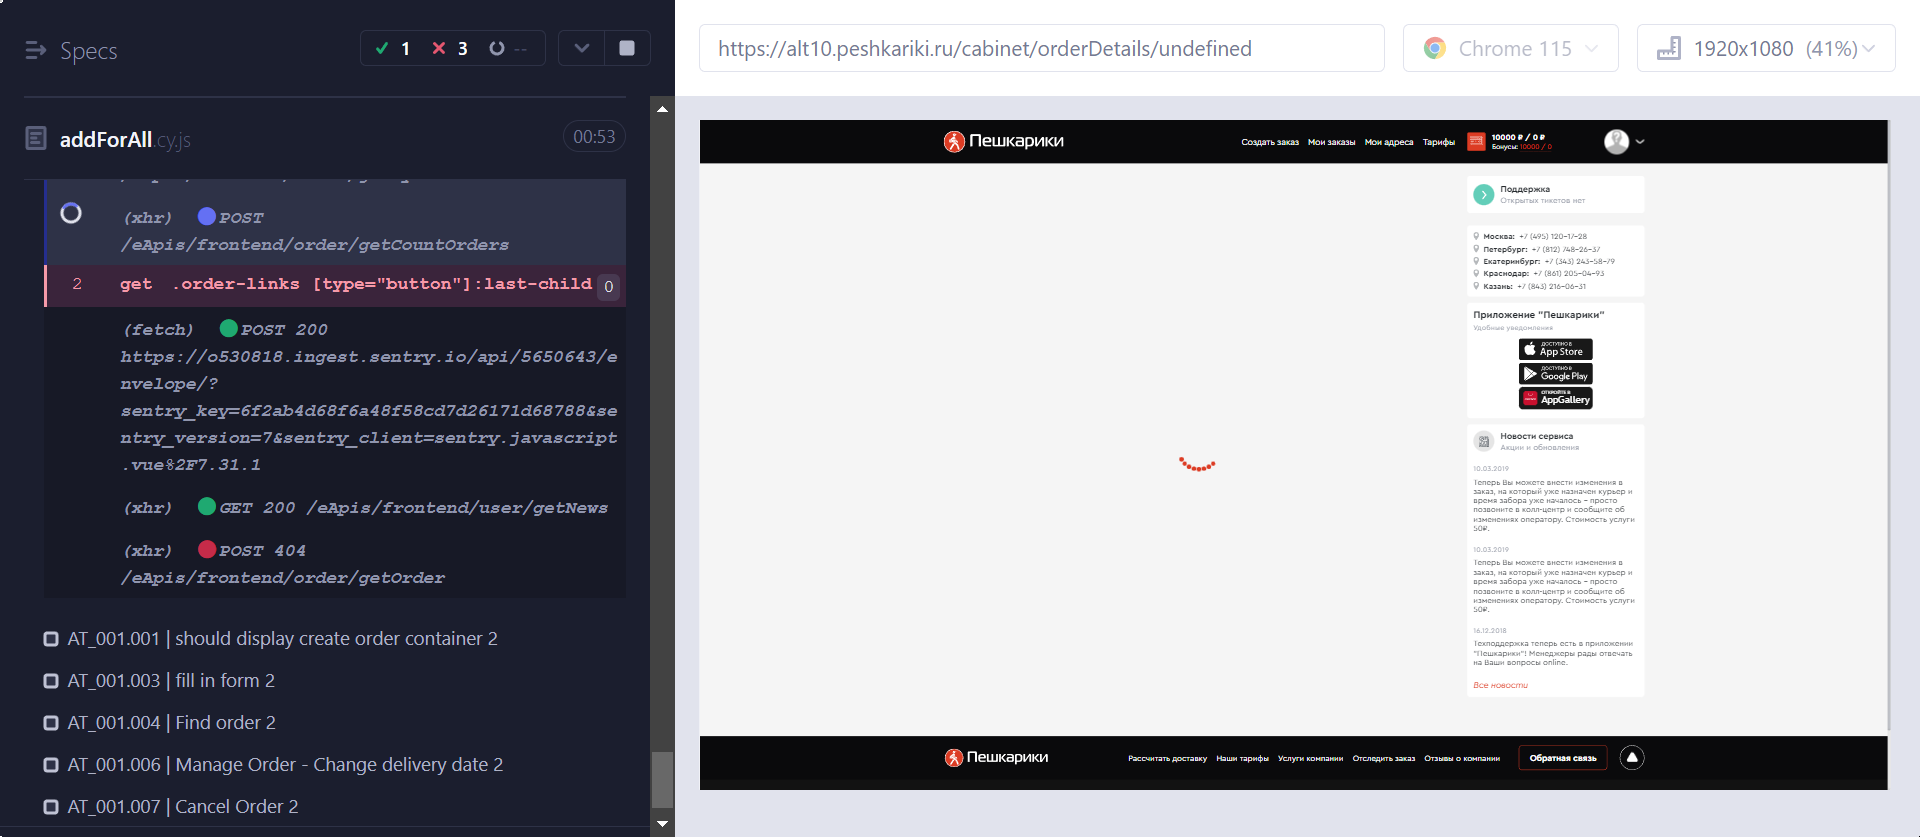 Specs
1
3
--
https://alt10.peshkariki.ru/cabinet/orderDetails/undefined
Chrome 115
1920x1080 (41%)
addForAll.cy.js
00:53
(xhr) POST
/eApis/frontend/order/getCountOrders
2 get .order-links [type="button"]:last-child 0
(fetch) POST 200
https://o530818.ingest.sentry.io/api/5650643/e
nvelope/?
sentry_key=6f2ab4d68f6a48f58cd7d26171d68788&se
ntry_version=7&sentry_client=sentry.javascript
.vue%2F7.31.1
(xhr) GET 200 /eApis/frontend/user/getNews
(xhr) POST 404
/eApis/frontend/order/getOrder
AT_001.001 | should display create order container 2
AT_001.003 | fill in form 2
AT_001.004 | Find order 2
AT_001.006 | Manage Order - Change delivery date 2
AT_001.007 | Cancel Order 2
Пешкарики
Создать заказ Мои заказы Мои адреса Тарифы
10000 ₽ / 0 ₽
Бонусы: 10000 / 0
Поддержка
Открытых тикетов нет
Москва: +7 (495) 120-17-28
Петербург: +7 (812) 748-26-37
Екатеринбург: +7 (343) 243-58-79
Краснодар: +7 (861) 205-04-93
Казань: +7 (843) 216-06-31
Приложение "Пешкарики"
Удобные уведомления
ДОСТУПНО В
App Store
ДОСТУПНО В
Google Play
ОТКРОЙТЕ В
AppGallery
Новости сервиса
Акции и обновления
10.03.2019
Теперь Вы можете внести изменения в
заказ, на который уже назначен курьер и
время забора уже началось - просто
позвоните в колл-центр и сообщите об
изменениях оператору. Стоимость услуги
50₽.
10.03.2019
Теперь Вы можете внести изменения в
заказ, на который уже назначен курьер и
время забора уже началось - просто
позвоните в колл-центр и сообщите об
изменениях оператору. Стоимость услуги
50₽.
16.12.2018
Техподдержка теперь есть в приложении
"Пешкарики"! Менеджеры рады отвечать
на Ваши вопросы online.
Все новости
Пешкарики
Рассчитать доставку Наши тарифы Услуги компании Отследить заказ Отзывы о компании
Обратная связь